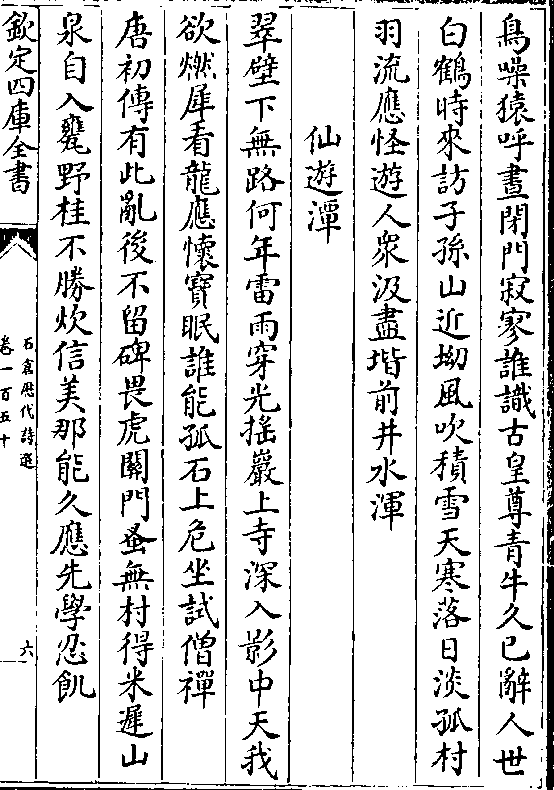 鳥噪猿呼晝閉門寂寥誰識古皇尊青牛久已辭人世
白鶴時來訪子孫山近坳風吹積雪天寒落日淡孤村
羽流應怪遊人衆汲盡堦前井水渾
仙遊潭
翠壁下無路何年雷雨穿光揺巖上寺深入影中天我
欲燃犀看龍應懷寳眠誰能孤石上危坐試僧禪
唐初傳有此亂後不留碑畏虎關門蚤無村得米遲山
泉自入甕野桂不勝炊信美那能久應先學忍飢
欽定四庫全書
石倉歴代詩選
卷一百五十
六